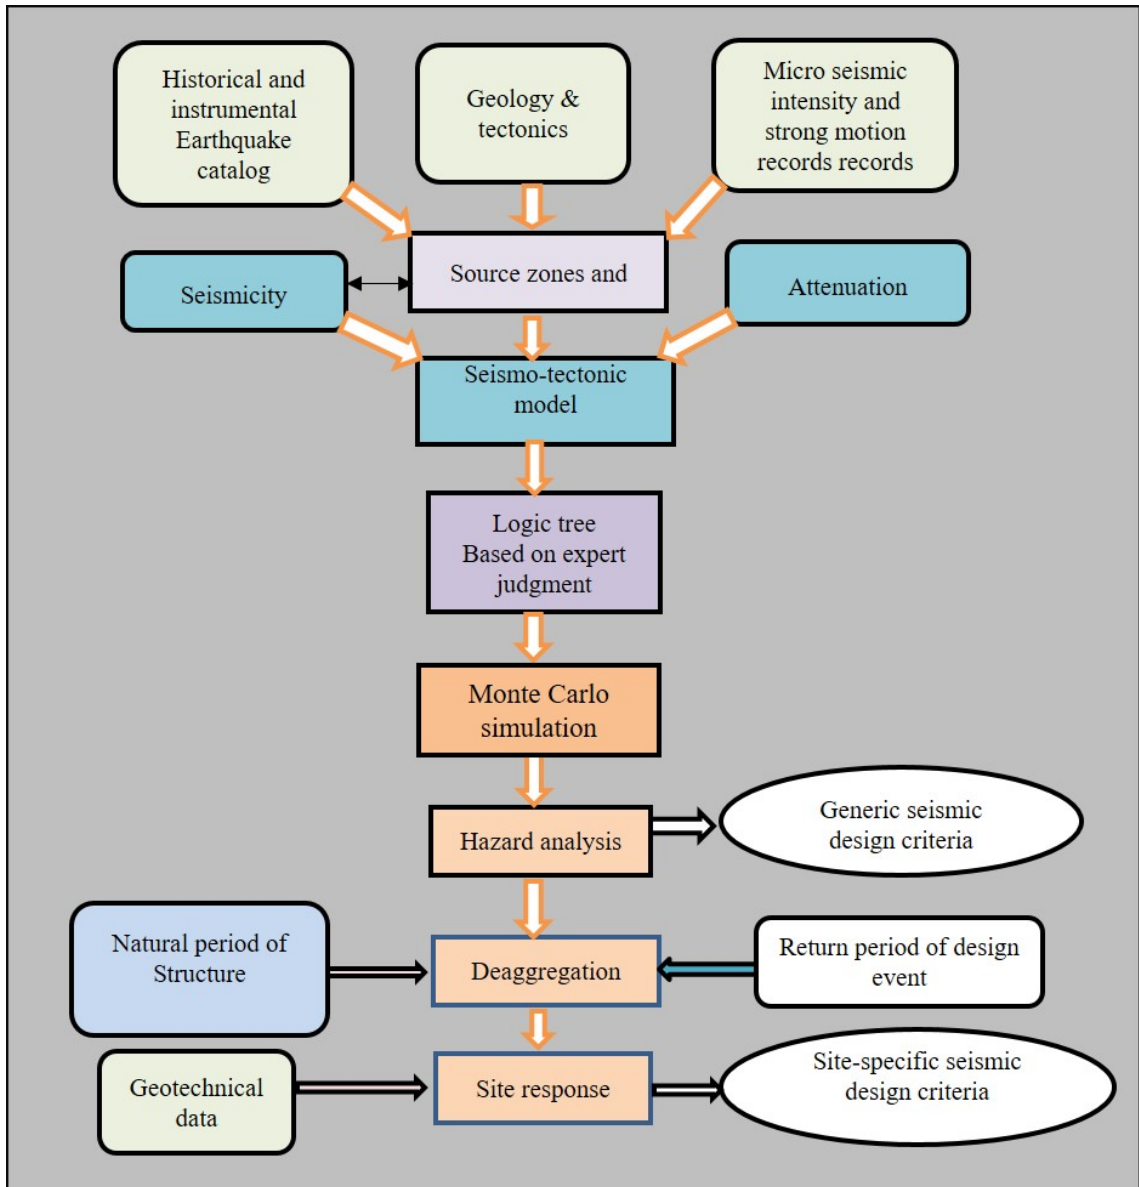 Historical and
instrumental
Earthquake
catalog
Geology &
tectonics
Micro seismic
intensity and
strong motion
records records
Seismicity
Source zones and
Attenuation
Seismo-tectonic
model
Logic tree
Based on expert
judgment
Monte Carlo
simulation
Hazard analysis
Generic seismic
design criteria
Natural period of
Structure
Deaggregation
Return period of design
event
Geotechnical
data
Site response
Site-specific seismic
design criteria